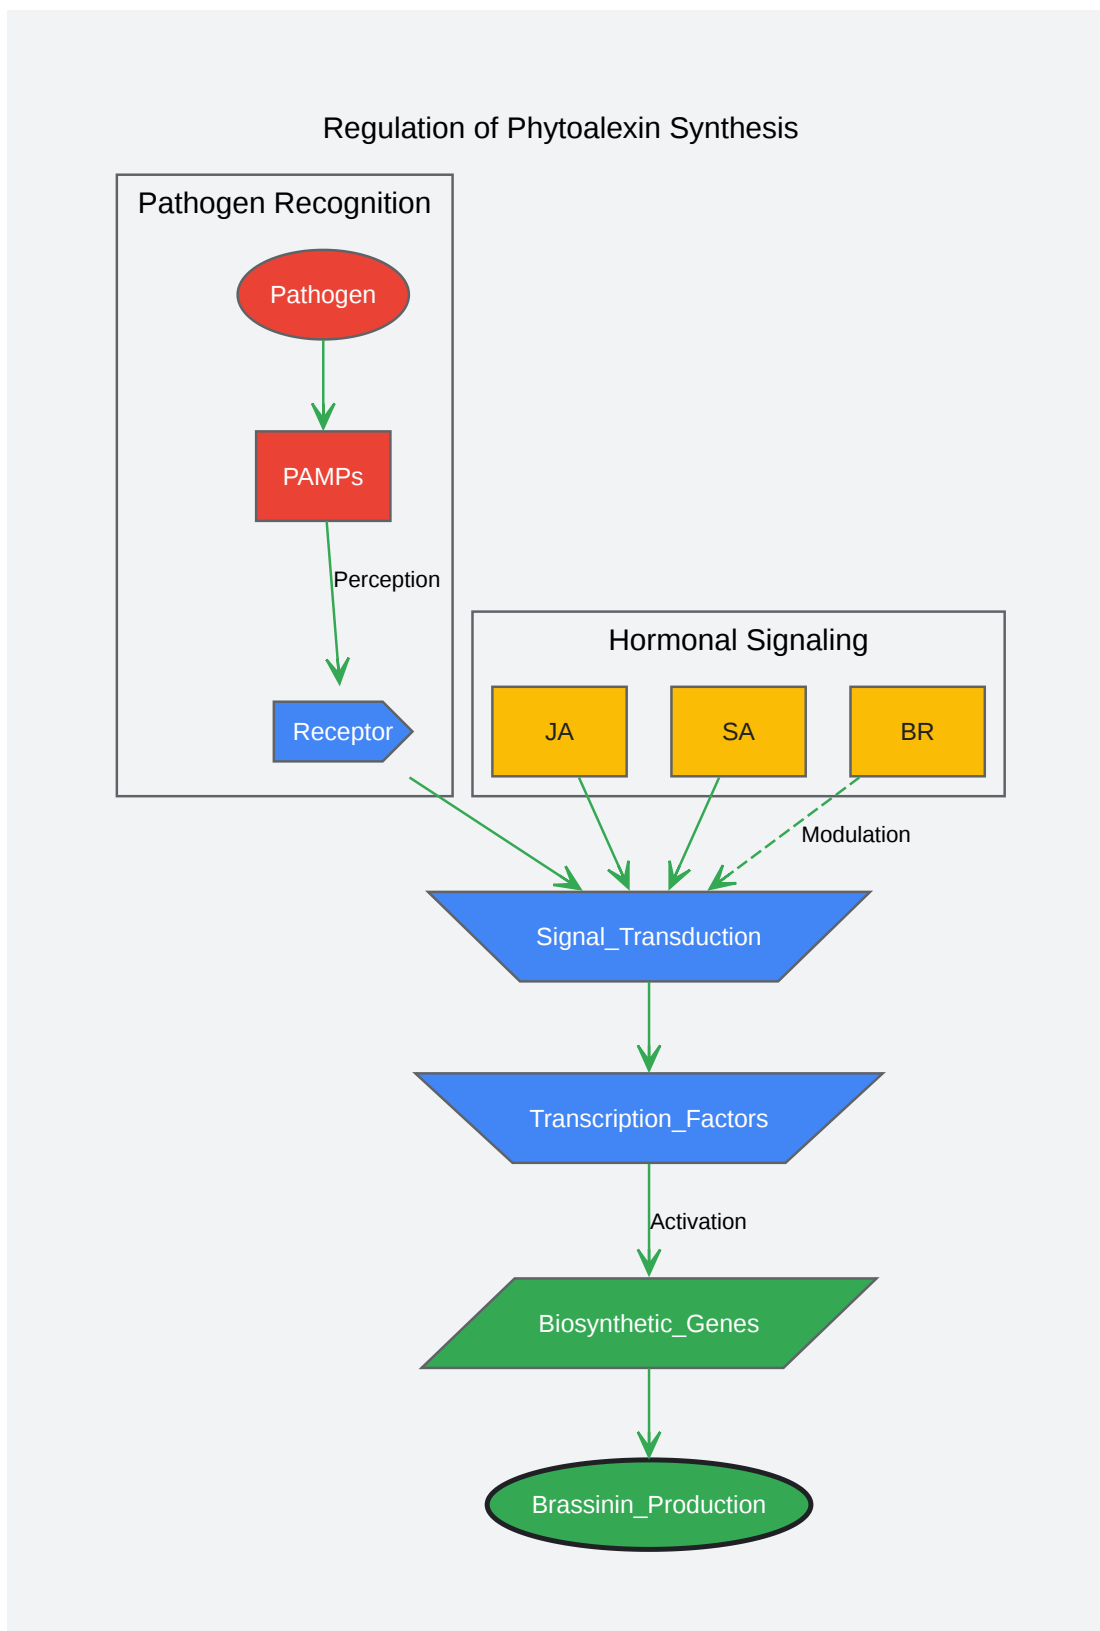 Regulation of Phytoalexin Synthesis
Pathogen Recognition
Pathogen
PAMPs
Perception
Hormonal Signaling
Receptor
JA
SA
BR
Modulation
Signal_Transduction
Transcription_Factors
Activation
Biosynthetic_Genes
Brassinin_Production